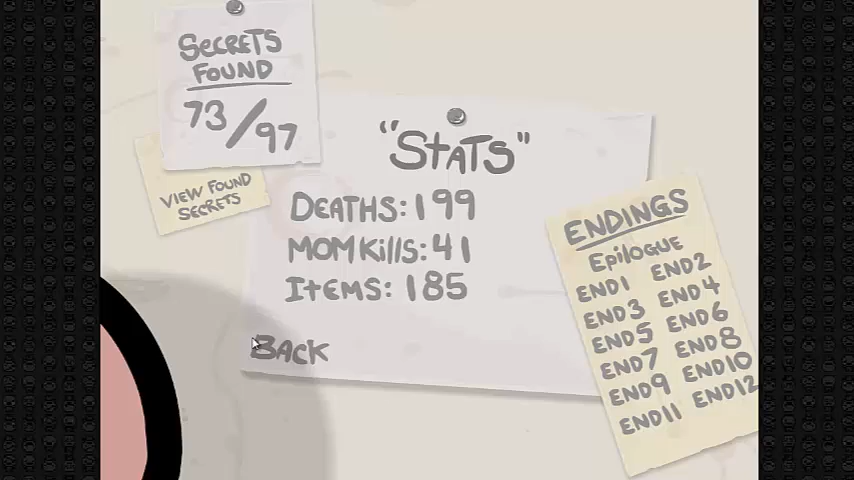 SECRETS
FOUND
73/97
VIEW FOUND
SECRETS
"STATS"
DEATHS: 199
MOM Kills: 41
ITEMS: 185
BACK
ENDINGS
EpiLOGUE
END1 END2
END3 END4
END5 END6
END7 END8
END9 END10
END11 END12